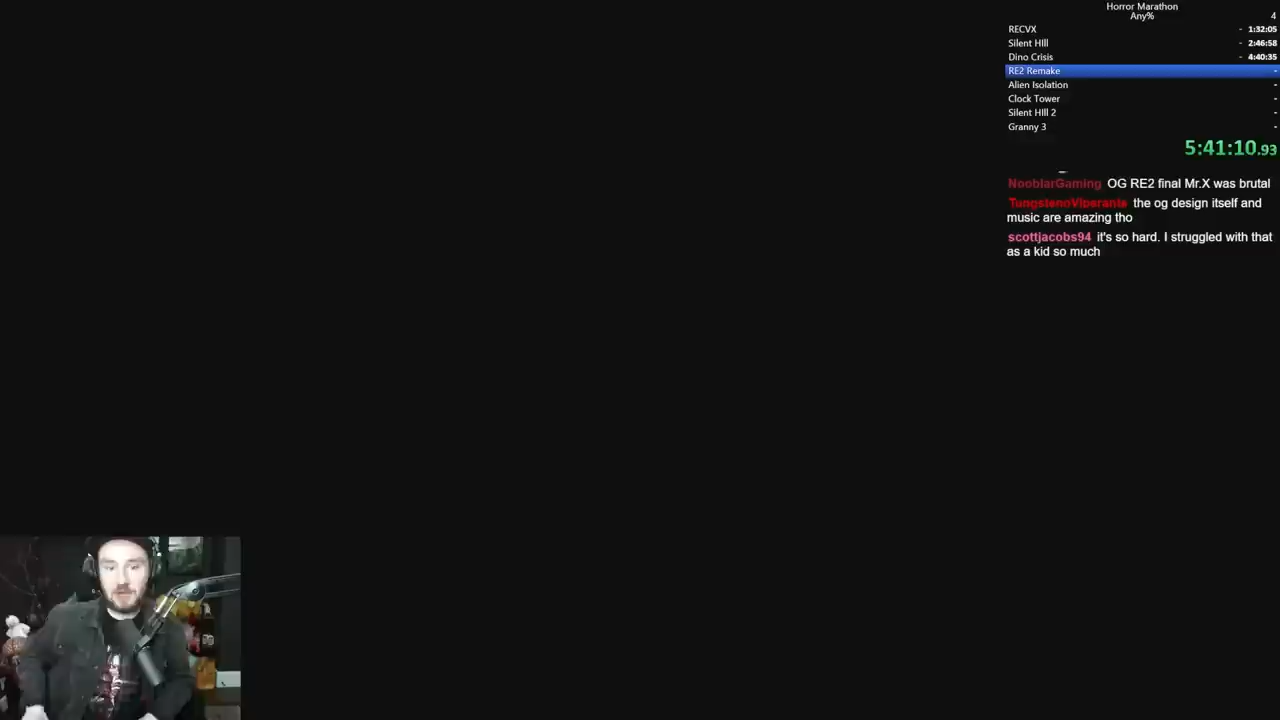 Horror Marathon
Any% 4
RECVX - 1:32:05
Silent HIll - 2:46:58
Dino Crisis - 4:40:35
RE2 Remake -
Alien Isolation -
Clock Tower -
Silent HIll 2 -
Granny 3 -
5:41:10.93
NooblarGaming OG RE2 final Mr.X was brutal
the og design itself and
music are amazing tho
scottjacobs94 it's so hard. I struggled with that
as a kid so much